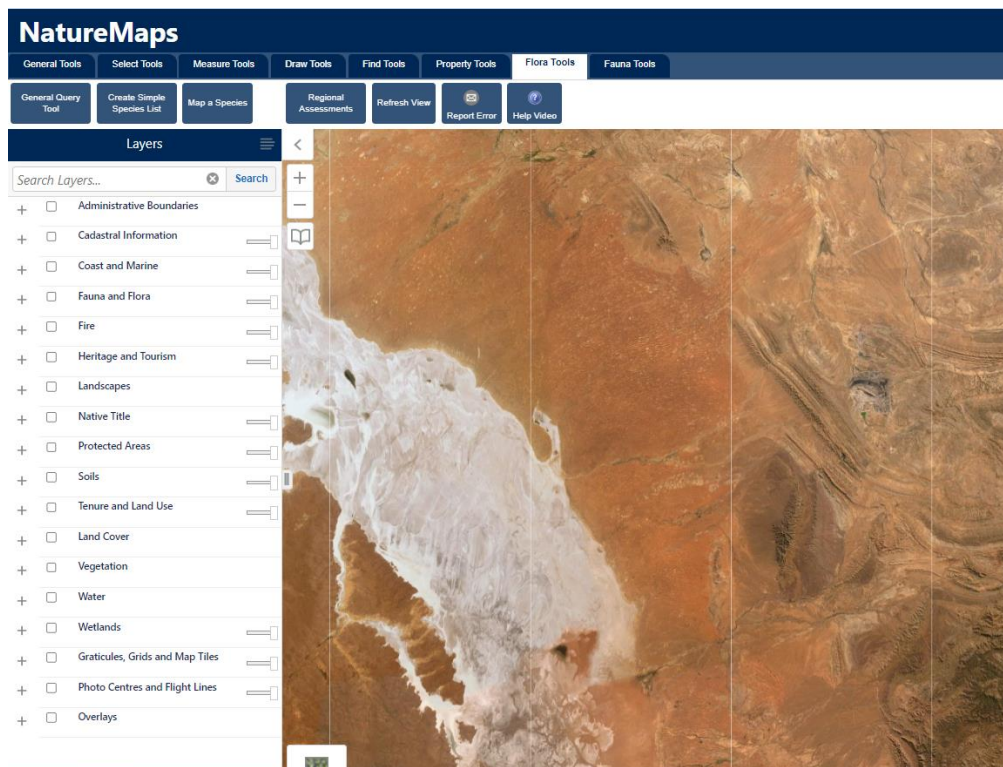 NatureMaps
General Tools
Select Tools
Measure Tools
Draw Tools
Find Tools
Property Tools
Flora Tools
Fauna Tools
General Query
Tool
Create Simple
Species List
Map a Species
Regional
Assessments
Refresh View
Report Error
Help Video
Layers
Search Layers...
Search
Administrative Boundaries
Cadastral Information
Coast and Marine
Fauna and Flora
Fire
Heritage and Tourism
Landscapes
Native Title
Protected Areas
Soils
Tenure and Land Use
Land Cover
Vegetation
Water
Wetlands
Graticules, Grids and Map Tiles
Photo Centres and Flight Lines
Overlays